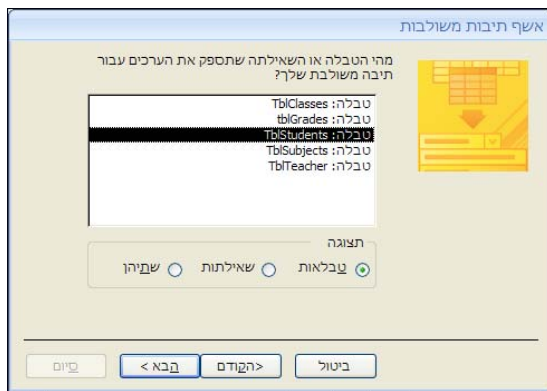 אשף תיבות משולבות
מהי הטבלה או השאילתה שתספק את הערכים עבור
תיבה משולבת שלך?
טבלה: TblClasses
טבלה: tblGrades
טבלה: TblStudents
טבלה: TblSubjects
טבלה: TblTeacher
תצוגה
טבלאות שאילתות שתיהן
ביטול <הקודם הבא > סיום